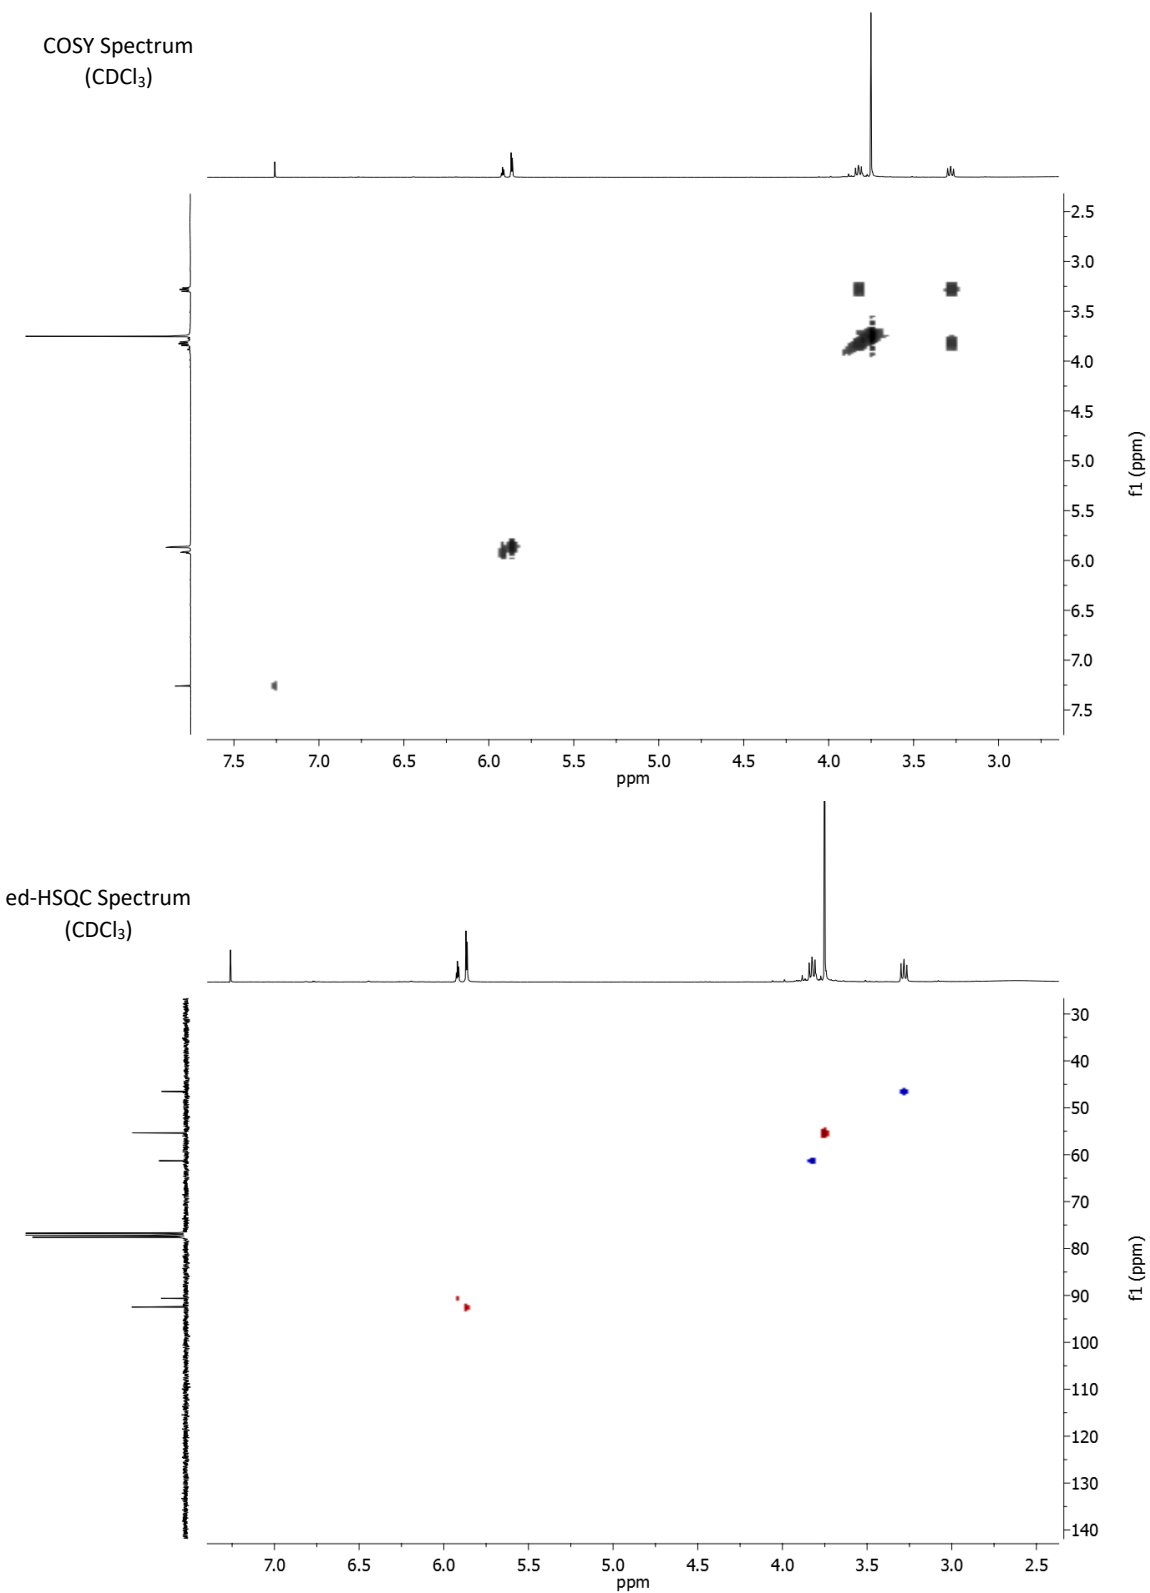 COSY Spectrum
(CDCl₃)
2.5
3.0
3.5
4.0
4.5
5.0
5.5
6.0
6.5
7.0
7.5
f1 (ppm)
7.5 7.0 6.5 6.0 5.5 5.0 4.5 4.0 3.5 3.0
ppm
ed-HSQC Spectrum
(CDCl₃)
30
40
50
60
70
80
90
100
110
120
130
140
f1 (ppm)
7.0 6.5 6.0 5.5 5.0 4.5 4.0 3.5 3.0 2.5
ppm